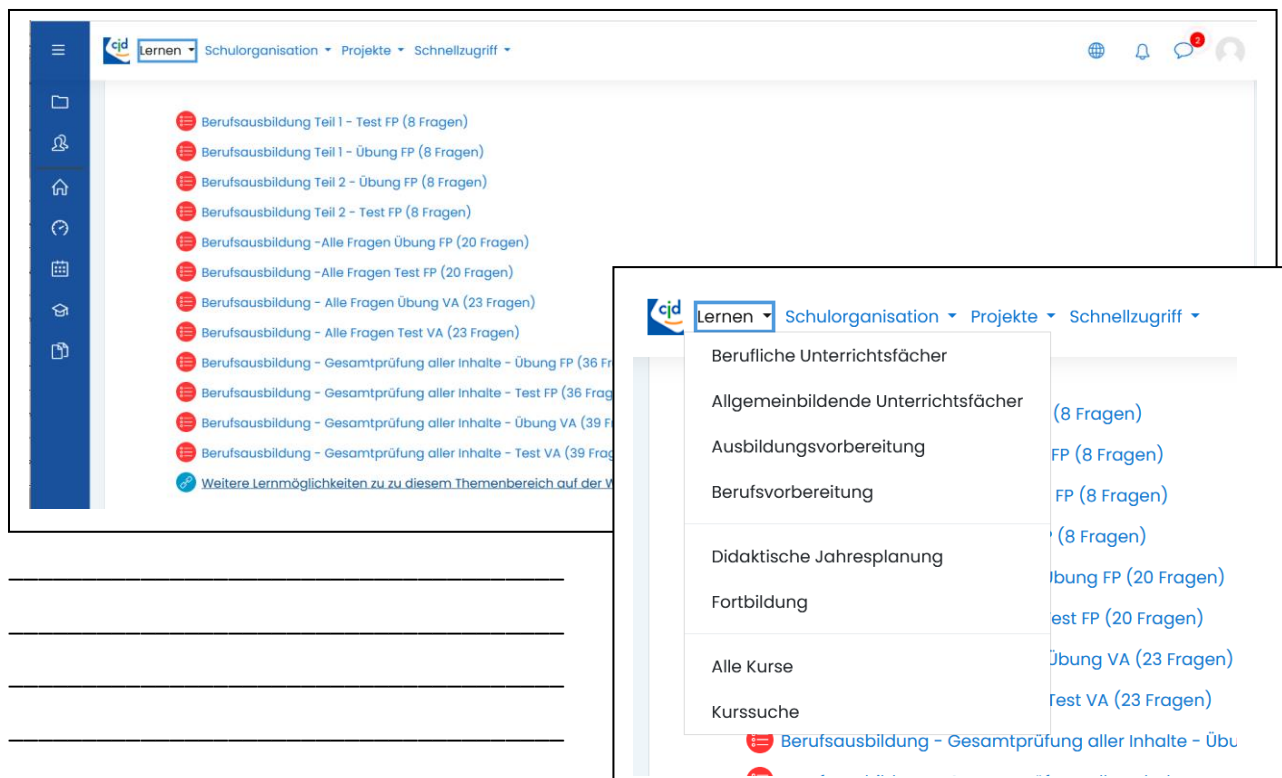 cjd Lernen Schulorganisation Projekte Schnellzugriff 2
Berufsausbildung Teil 1 - Test FP (8 Fragen)
Berufsausbildung Teil 1 - Übung FP (8 Fragen)
Berufsausbildung Teil 2 - Übung FP (8 Fragen)
Berufsausbildung Teil 2 - Test FP (8 Fragen)
Berufsausbildung -Alle Fragen Übung FP (20 Fragen)
Berufsausbildung -Alle Fragen Test FP (20 Fragen)
Berufsausbildung - Alle Fragen Übung VA (23 Fragen)
Berufsausbildung - Alle Fragen Test VA (23 Fragen)
Berufsausbildung - Gesamtprüfung aller Inhalte - Übung FP (36 Fr
Berufsausbildung - Gesamtprüfung aller Inhalte - Test FP (36 Frag
Berufsausbildung - Gesamtprüfung aller Inhalte - Übung VA (39 F
Berufsausbildung - Gesamtprüfung aller Inhalte - Test VA (39 Frag
Weitere Lernmöglichkeiten zu zu diesem Themenbereich auf der W
cjd Lernen Schulorganisation Projekte Schnellzugriff
Berufliche Unterrichtsfächer
Allgemeinbildende Unterrichtsfächer
(8 Fragen)
Ausbildungsvorbereitung
FP (8 Fragen)
Berufsvorbereitung
FP (8 Fragen)
(8 Fragen)
Didaktische Jahresplanung
bung FP (20 Fragen)
Fortbildung
est FP (20 Fragen)
Alle Kurse
Übung VA (23 Fragen)
Kurssuche
Test VA (23 Fragen)
Berufsausbildung - Gesamtprüfung aller Inhalte - Übu